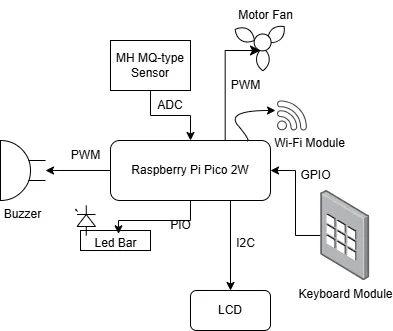 Motor Fan
MH MQ-type
Sensor
PWM
ADC
Wi-Fi Module
PWM
Raspberry Pi Pico 2W
GPIO
Buzzer
PIO
Led Bar
I2C
Keyboard Module
LCD